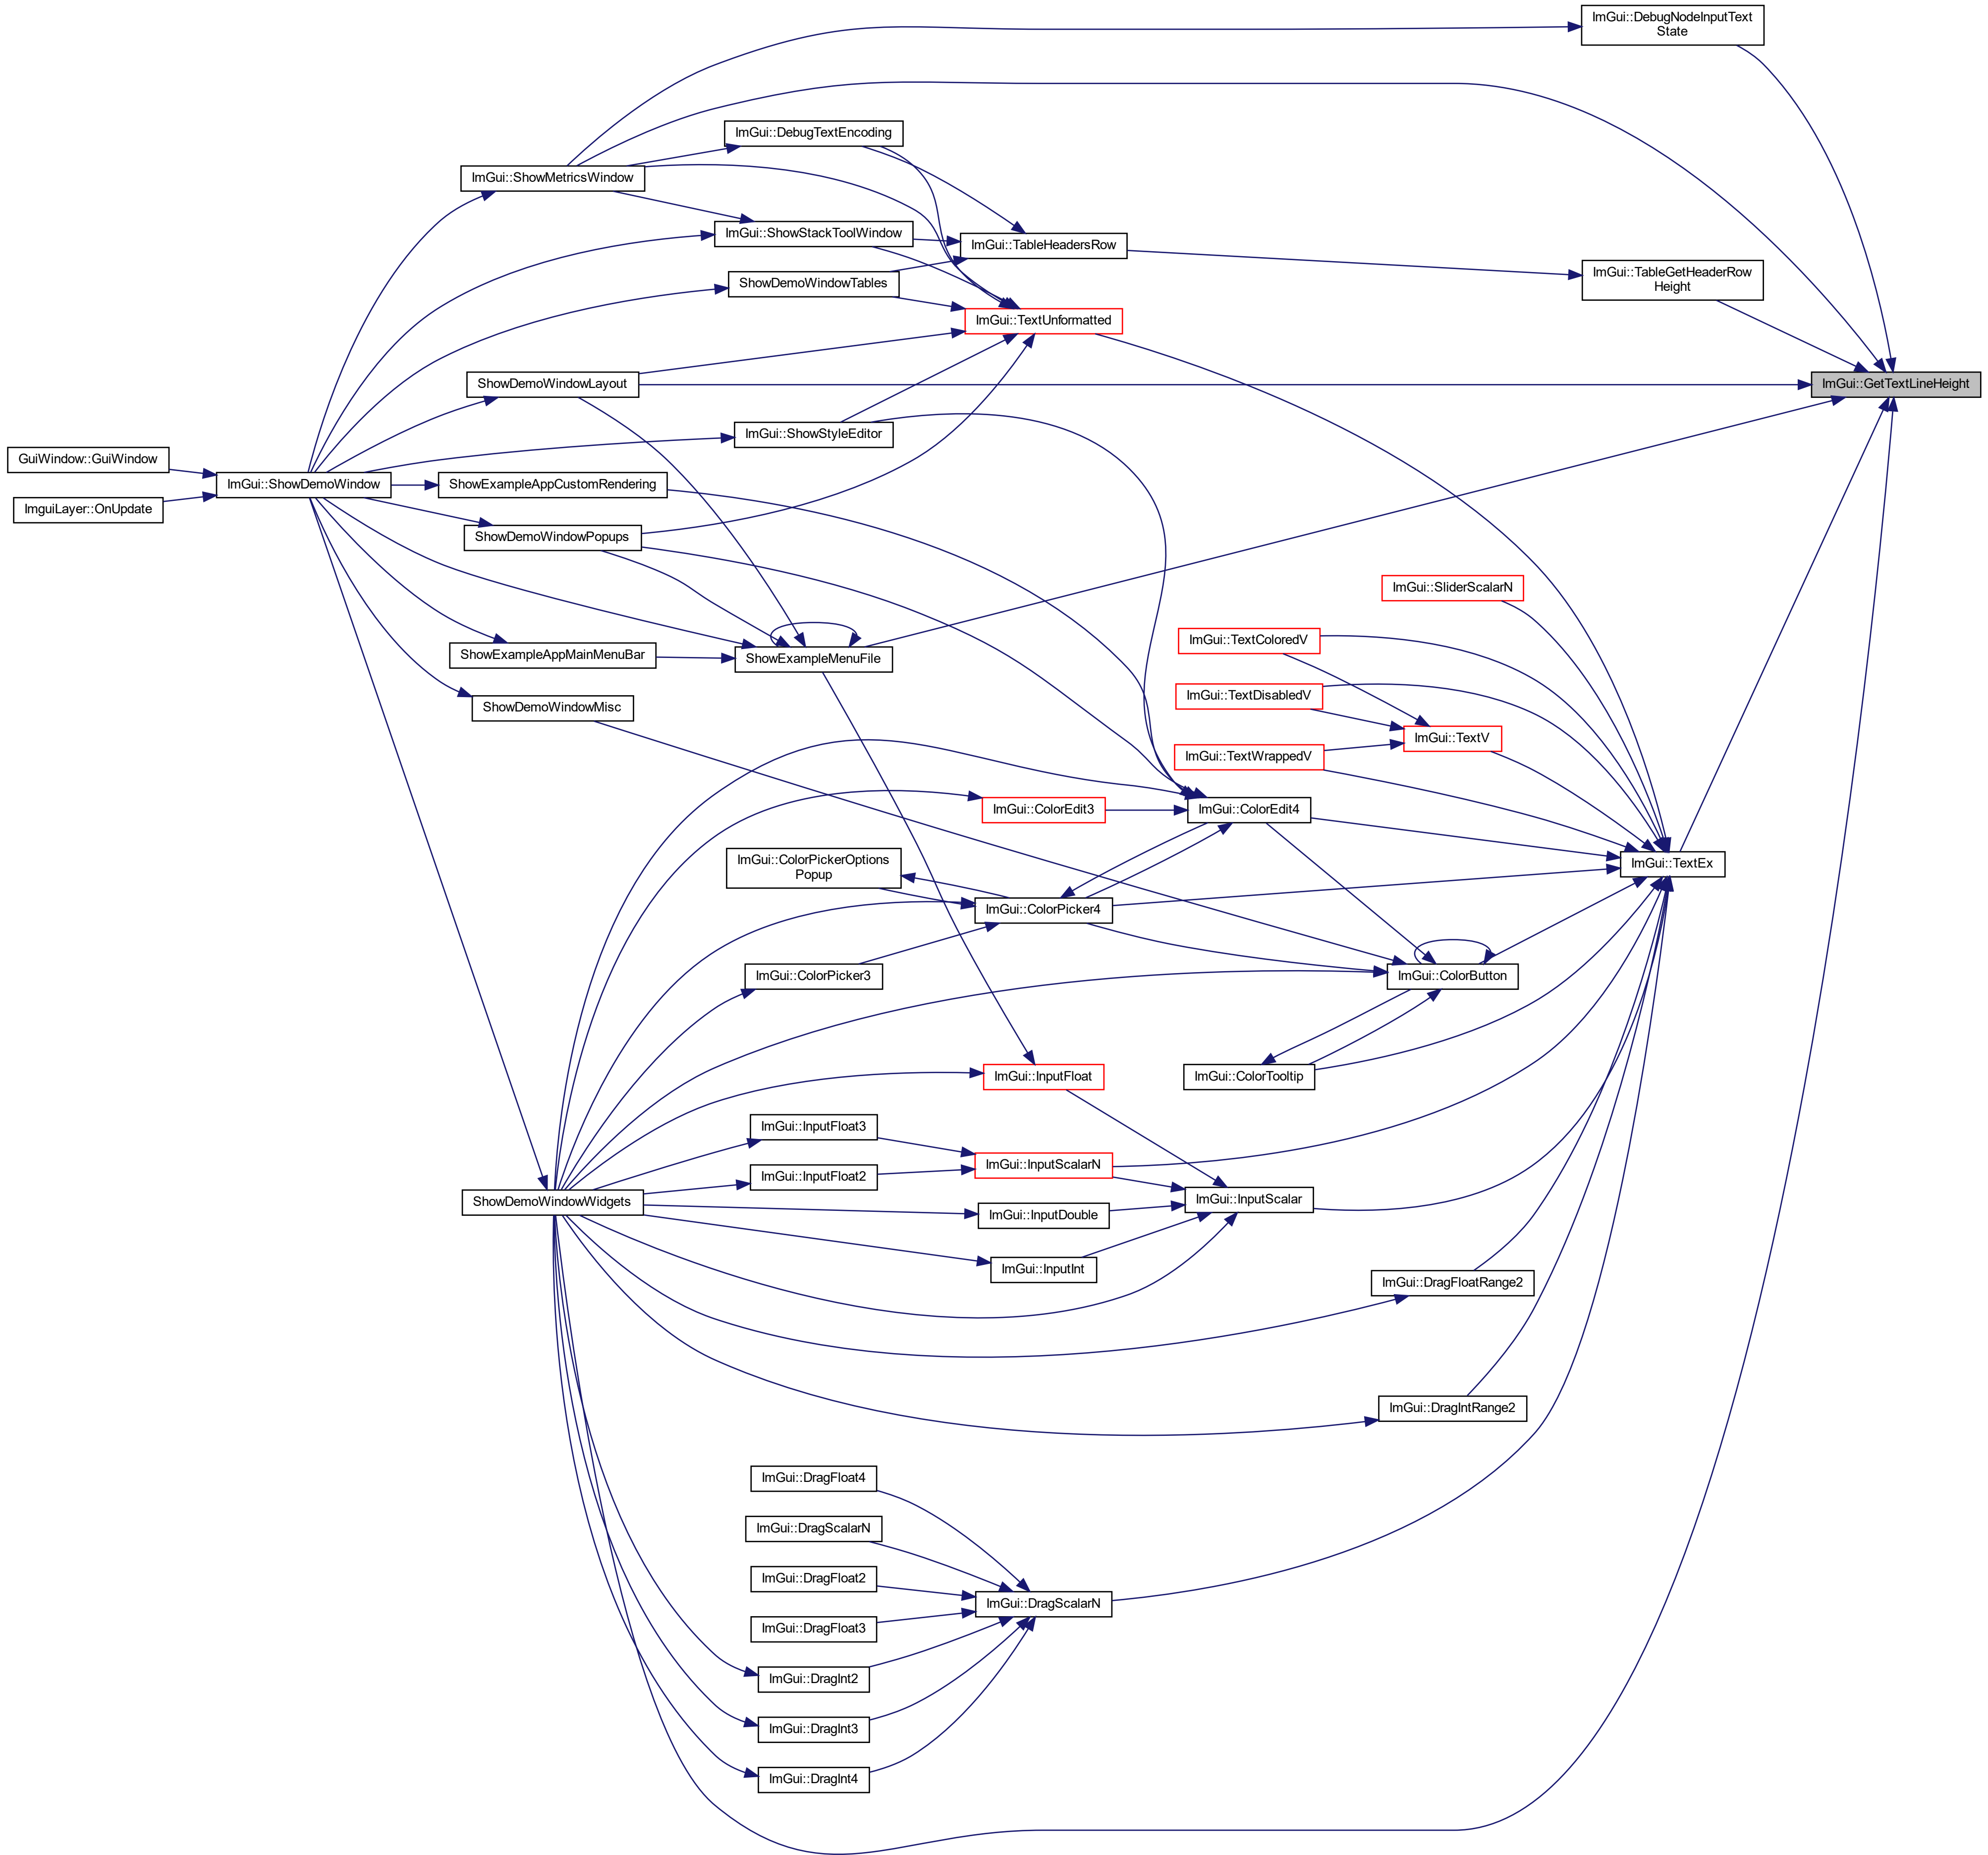 ImGui::DebugNodeInputText
State
ImGui::DebugTextEncoding
ImGui::ShowMetricsWindow
ImGui::ShowStackToolWindow
ImGui::TableHeadersRow
ImGui::TableGetHeaderRow
Height
ShowDemoWindowTables
ImGui::TextUnformatted
ShowDemoWindowLayout
ImGui::GetTextLineHeight
ImGui::ShowStyleEditor
GuiWindow::GuiWindow
ImGui::ShowDemoWindow
ShowExampleAppCustomRendering
ImguiLayer::OnUpdate
ShowDemoWindowPopups
ImGui::SliderScalarN
ImGui::TextColoredV
ShowExampleAppMainMenuBar
ShowExampleMenuFile
ImGui::TextDisabledV
ShowDemoWindowMisc
ImGui::TextV
ImGui::TextWrappedV
ImGui::ColorEdit3
ImGui::ColorEdit4
ImGui::ColorPickerOptions
Popup
ImGui::TextEx
ImGui::ColorPicker4
ImGui::ColorPicker3
ImGui::ColorButton
ImGui::InputFloat
ImGui::ColorTooltip
ImGui::InputFloat3
ImGui::InputScalarN
ImGui::InputFloat2
ShowDemoWindowWidgets
ImGui::InputScalar
ImGui::InputDouble
ImGui::InputInt
ImGui::DragFloatRange2
ImGui::DragIntRange2
ImGui::DragFloat4
ImGui::DragScalarN
ImGui::DragFloat2
ImGui::DragScalarN
ImGui::DragFloat3
ImGui::DragInt2
ImGui::DragInt3
ImGui::DragInt4